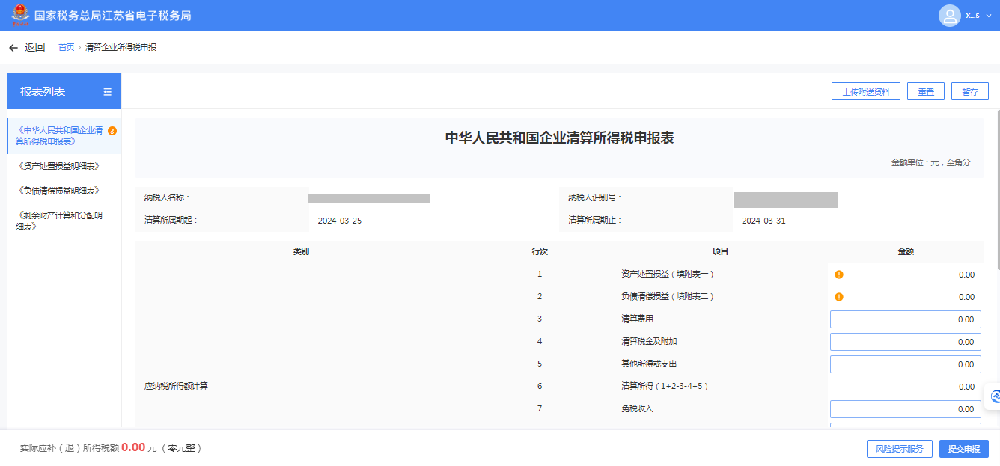 国家税务总局江苏省电子税务局
x...s
返回 首页 › 清算企业所得税申报
报表列表
上传附送资料 重置 暂存
《中华人民共和国企业清
算所得税申报表》
3
《资产处置损益明细表》
《负债清偿损益明细表》
《剩余财产计算和分配明
细表》
中华人民共和国企业清算所得税申报表
金额单位：元，至角分
纳税人名称： 纳税人识别号：
清算所属期起： 2024-03-25 清算所属期止： 2024-03-31
类别 行次 项目 金额
1 资产处置损益（填附表一） 0.00
2 负债清偿损益（填附表二） 0.00
3 清算费用 0.00
4 清算税金及附加 0.00
5 其他所得或支出 0.00
应纳税所得额计算 6 清算所得（1+2-3-4+5） 0.00
7 免税收入 0.00
实际应补（退）所得税额 0.00 元（零元整）
风险提示服务 提交申报